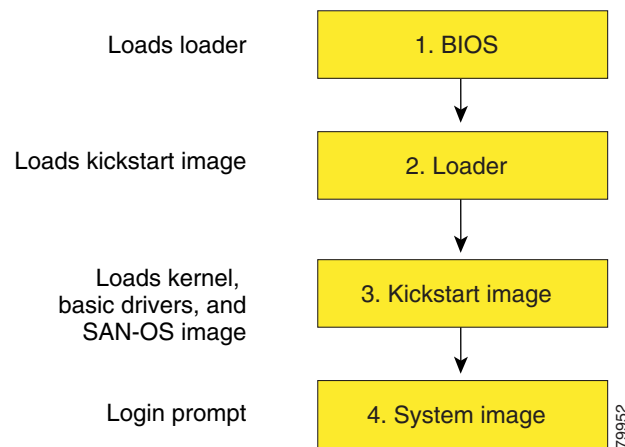 Loads loader
1. BIOS
Loads kickstart image
2. Loader
Loads kernel,
basic drivers, and
SAN-OS image
3. Kickstart image
Login prompt
4. System image
79952